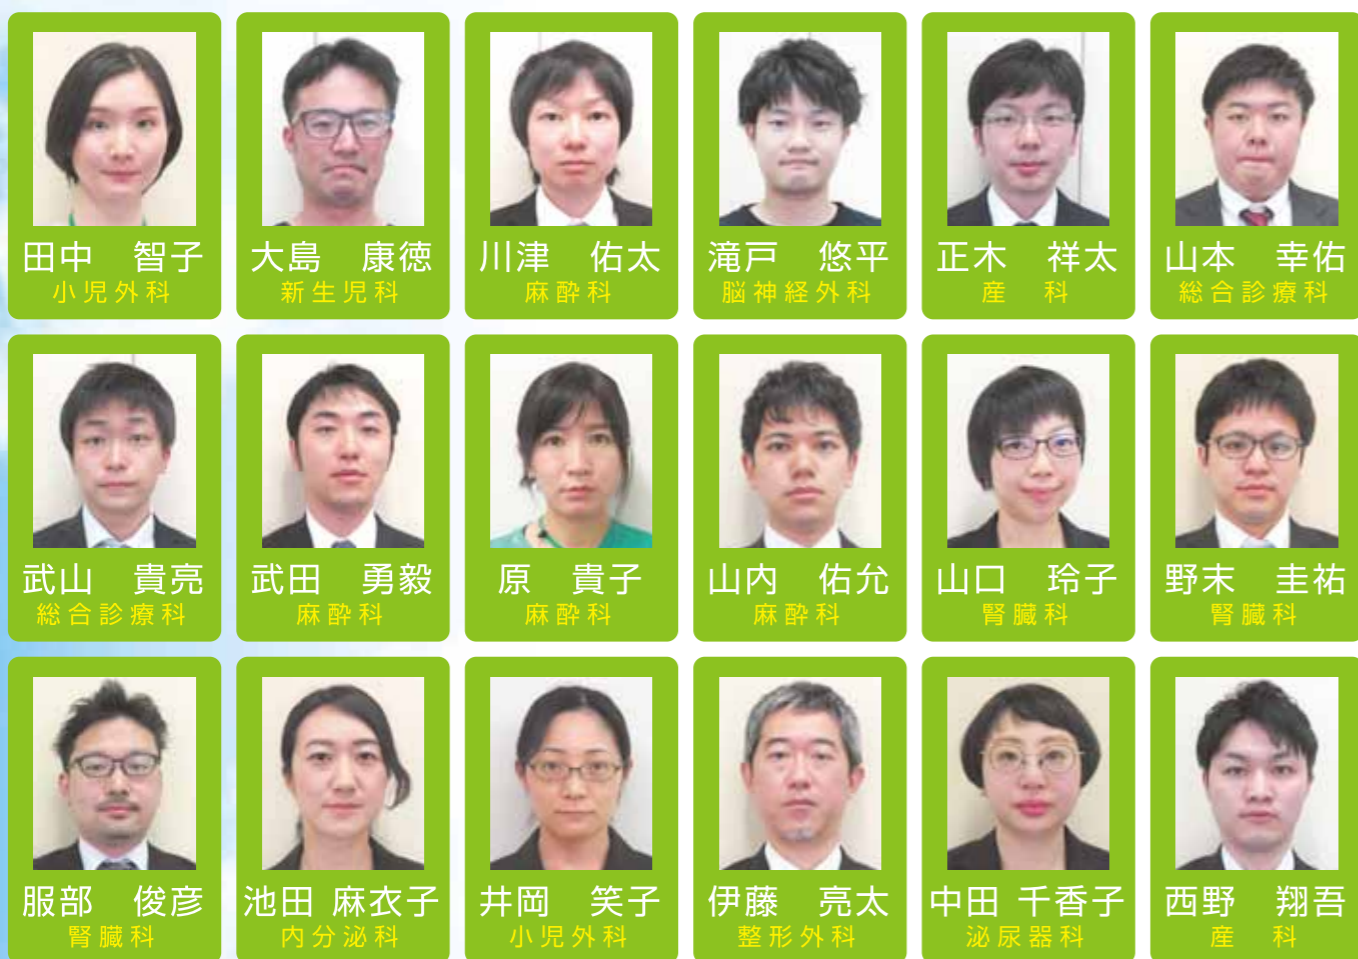 田中　智子
小児外科
大島　康徳
新生児科
川津　佑太
麻酔科
滝戸　悠平
脳神経外科
正木　祥太
産　科
山本　幸佑
総合診療科
武山　貴亮
総合診療科
武田　勇毅
麻酔科
原　貴子
麻酔科
山内　佑允
麻酔科
山口　玲子
腎臓科
野末　圭祐
腎臓科
服部　俊彦
腎臓科
池田 麻衣子
内分泌科
井岡　笑子
小児外科
伊藤　亮太
整形外科
中田 千香子
泌尿器科
西野　翔吾
産　科